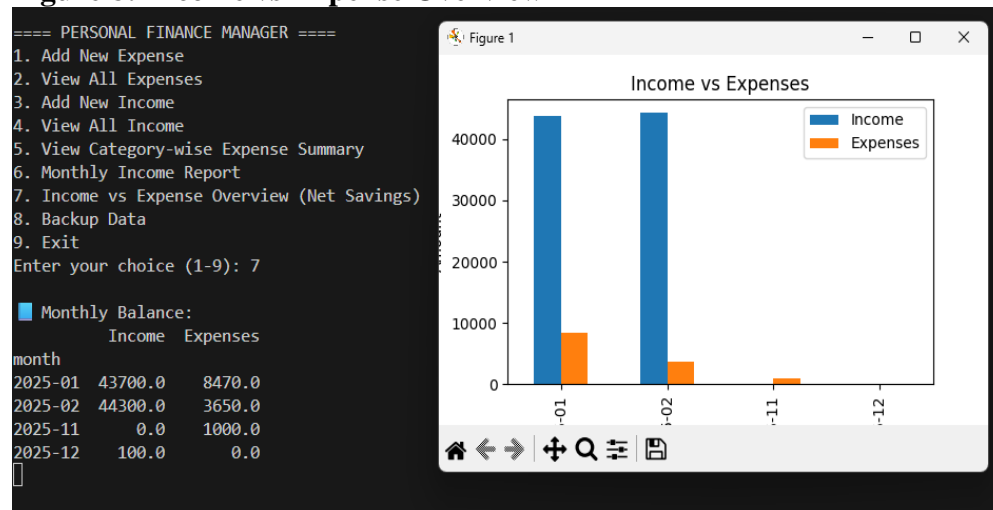 ==== PERSONAL FINANCE MANAGER ====
1. Add New Expense
2. View All Expenses
3. Add New Income
4. View All Income
5. View Category-wise Expense Summary
6. Monthly Income Report
7. Income vs Expense Overview (Net Savings)
8. Backup Data
9. Exit
Enter your choice (1-9): 7
Monthly Balance:
Income Expenses
month
2025-01 43700.0 8470.0
2025-02 44300.0 3650.0
2025-11 0.0 1000.0
2025-12 100.0 0.0
Figure 1
Income vs Expenses
Income
Expenses
40000
30000
20000
10000
0
-01
-02
-11
-12